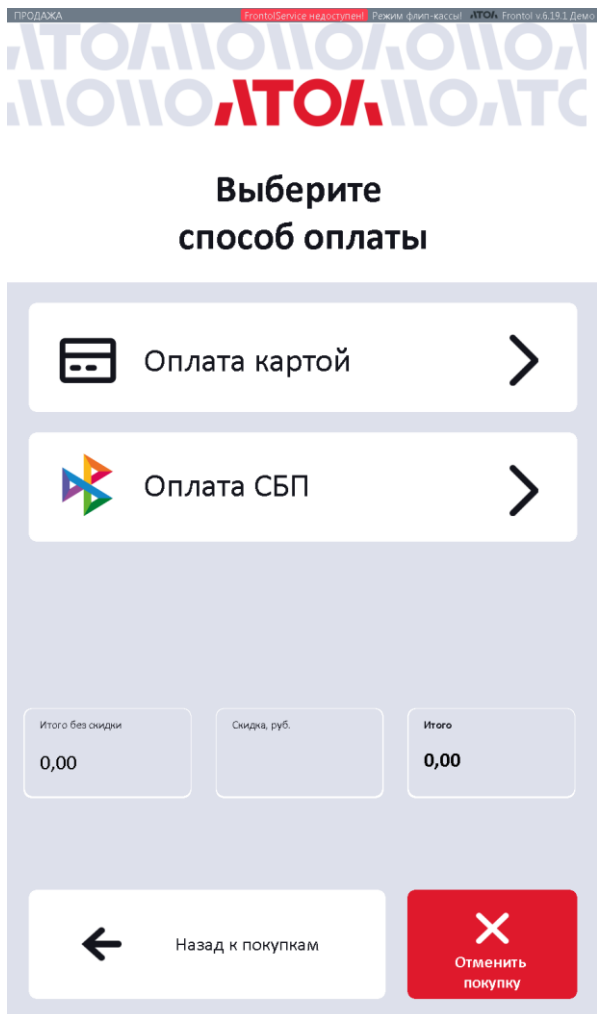 ПРОДАЖА FrontolService недоступен! Режим флип-кассы! АТОЛ Frontol v.6.19.1 Демо
АТОЛ
Выберите
способ оплаты
Оплата картой
Оплата СБП
Итого без скидки Скидка, руб. Итого
0,00 0,00
Назад к покупкам
Отменить
покупку